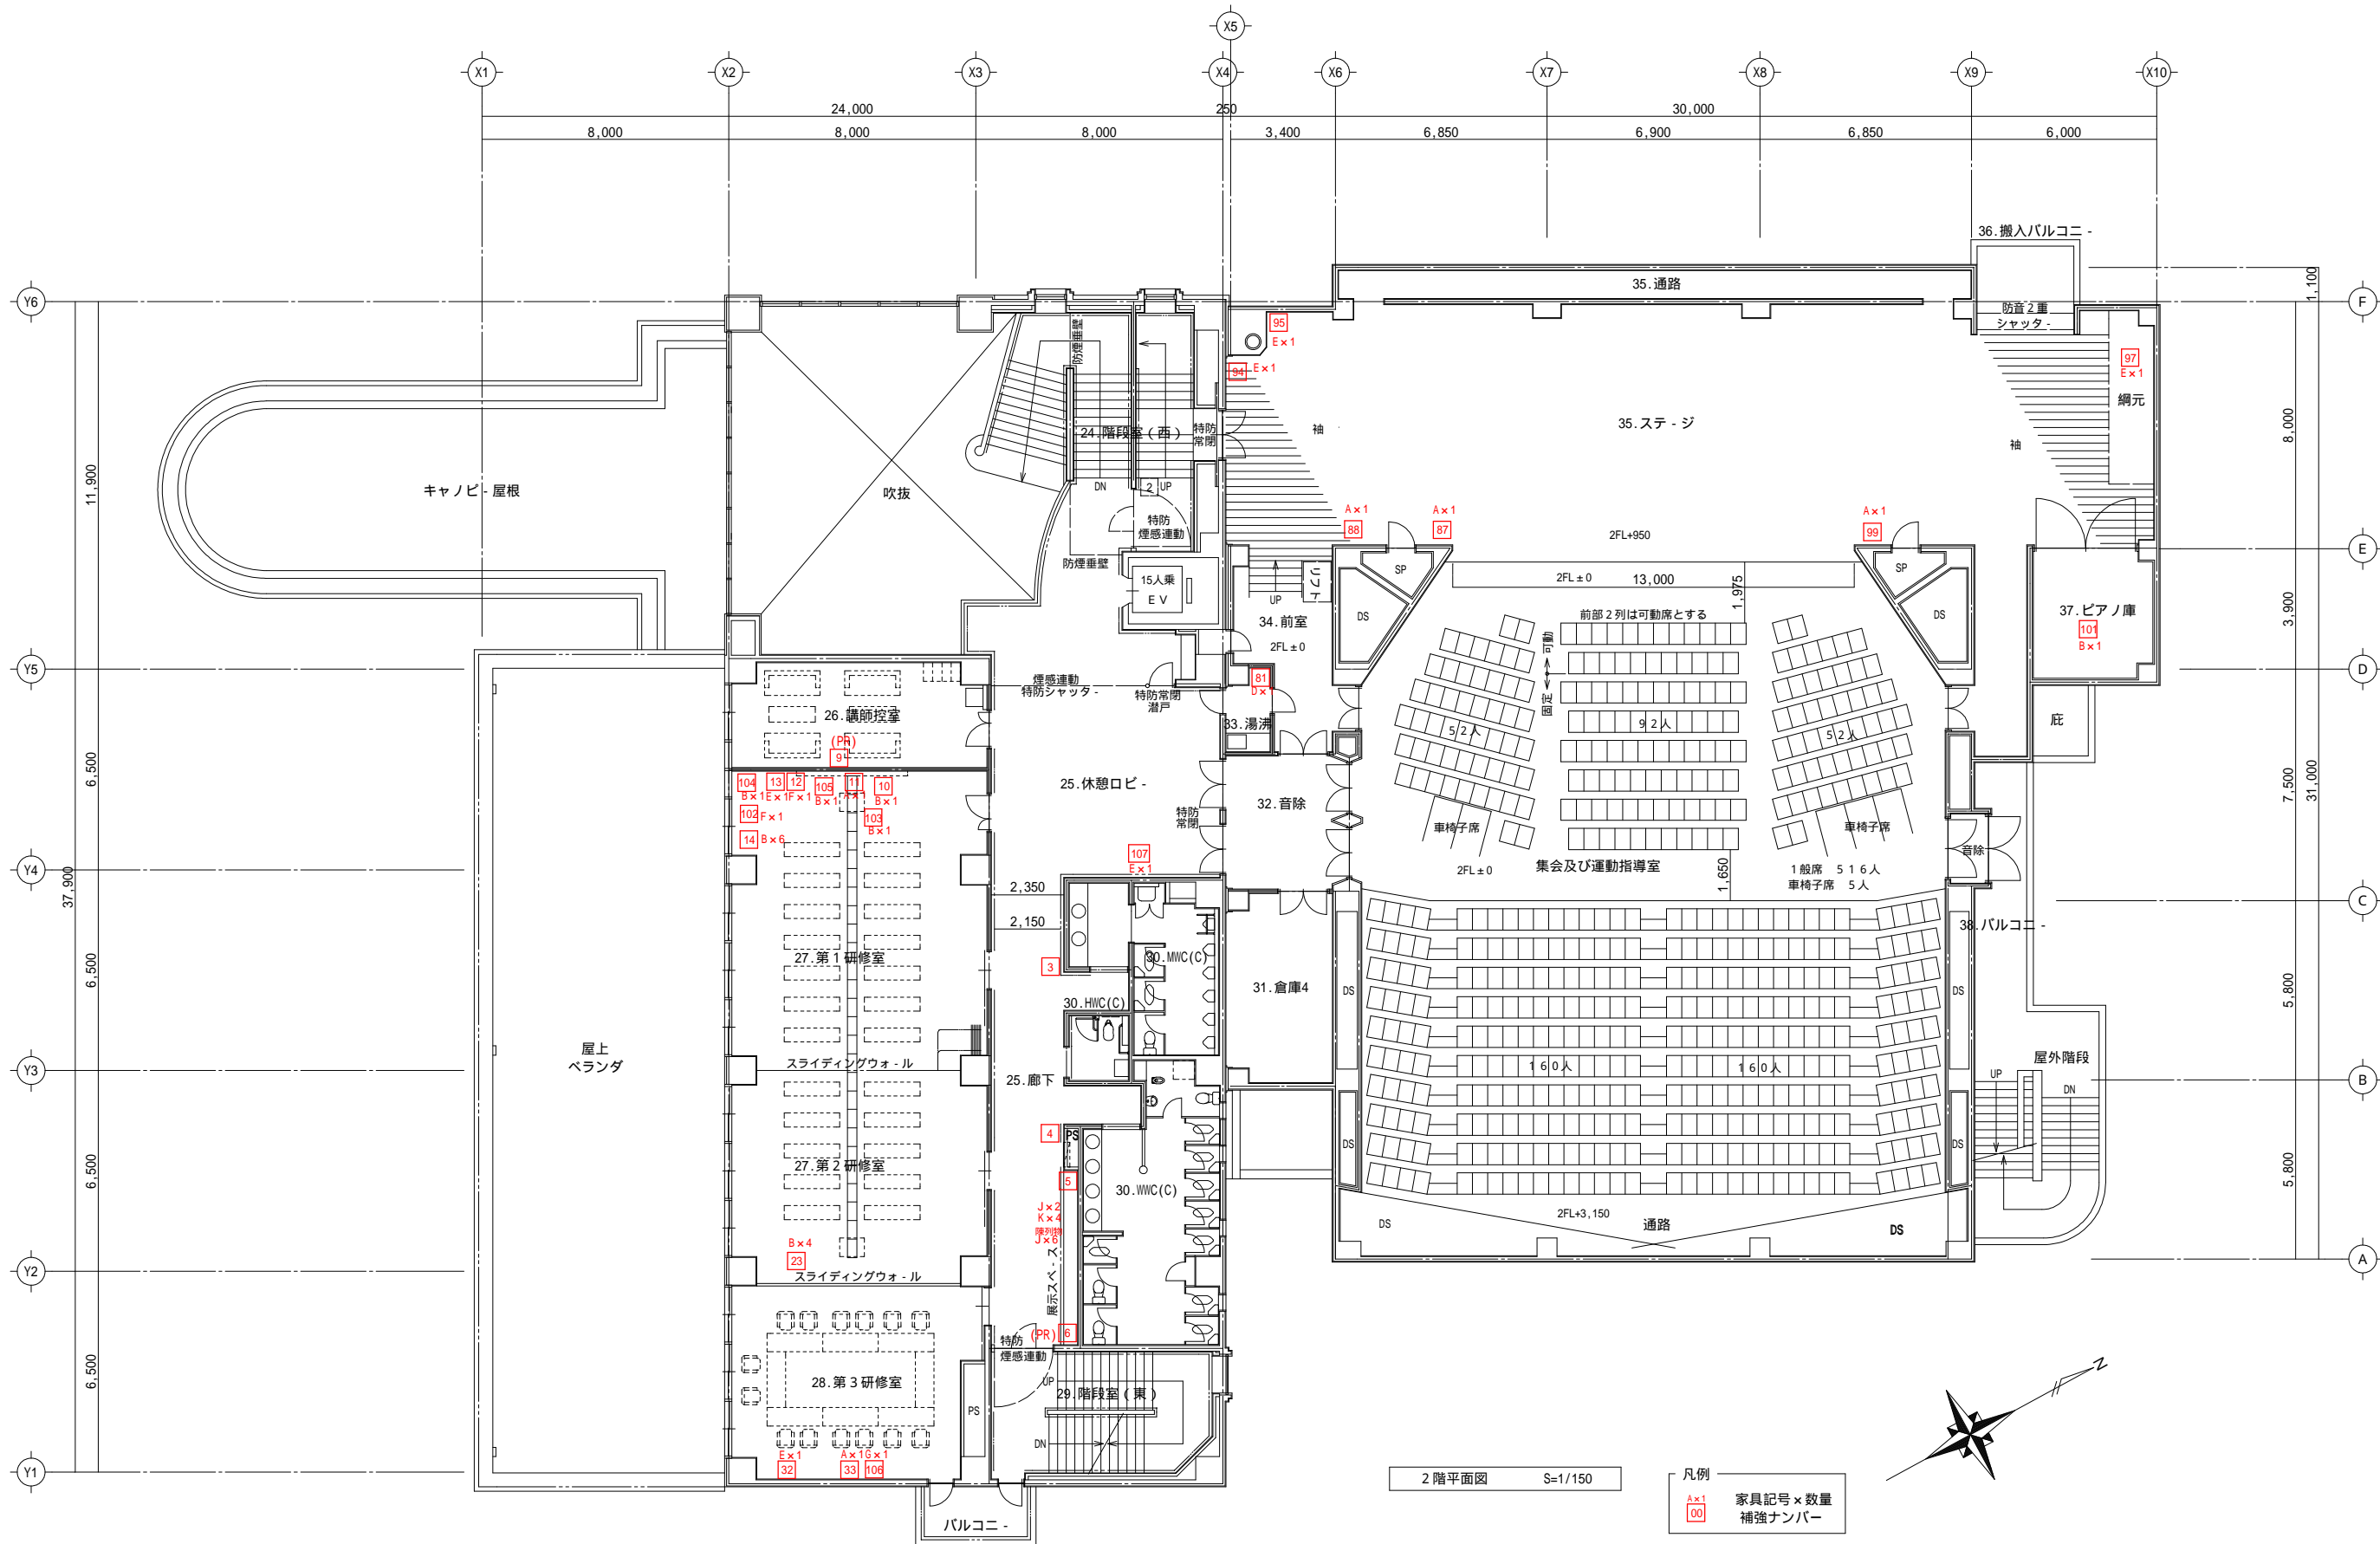 X5
X1
X2
X3
X4
X6
X7
X8
X9
X10
24,000
250
30,000
8,000
8,000
8,000
3,400
6,850
6,900
6,850
6,000
36.搬入バルコニ -
35.通路
防音2重
シャッタ -
Y6
F
1,100
95
E×1
94
E×1
97
E×1
綱元
防煙垂壁
24.階段室(西)
特防
常閉
袖
35.ステ - ジ
袖
8,000
11,900
キャノピ - 屋根
吹抜
DN
2
UP
特防
煙感連動
防煙垂壁
A×1
88
A×1
87
A×1
99
2FL+950
E
15人乗
E V
リフト
UP
SP
SP
DS
DS
2FL±0
13,000
1,975
34.前室
2FL±0
前部2列は可動席とする
可動
固定
37.ピアノ庫
101
B×1
3,900
Y5
D
煙感連動
特防シャッタ -
特防常閉
潜戸
81
D×
33.湯沸
26.講師控室
(PR)
9
52人
92人
52人
庇
6,500
104
B×1
13
E×1
12
F×1
105
B×1
11
A×1
10
B×1
102
F×1
103
B×1
14
B×6
25.休憩ロビ -
特防
常閉
32.音除
7,500
31,000
車椅子席
車椅子席
音除
107
E×1
2FL±0
集会及び運動指導室
1,650
1般席 516人
車椅子席 5人
Y4
37,900
2,350
2,150
C
38.バルコニ -
27.第1研修室
3
30.MWC(C)
30.HWC(C)
31.倉庫4
DS
DS
6,500
5,800
屋上
ベランダ
スライディングウォ - ル
25.廊下
160人
160人
屋外階段
UP
DN
Y3
B
4
PS
DS
DS
27.第2研修室
5
30.WWC(C)
6,500
5,800
J×2
K×4
陳列物
J×6
B×4
23
スライディングウォ - ル
展示スペ - ス
DS
2FL+3,150
通路
DS
Y2
A
(PR)
6
特防
煙感連動
28.第3研修室
PS
UP
29.階段室(東)
DN
6,500
E×1
32
A×1
33
G×1
106
Y1
バルコニ -
N
2階平面図 S=1/150
凡例
A×1
00
家具記号×数量
補強ナンバー